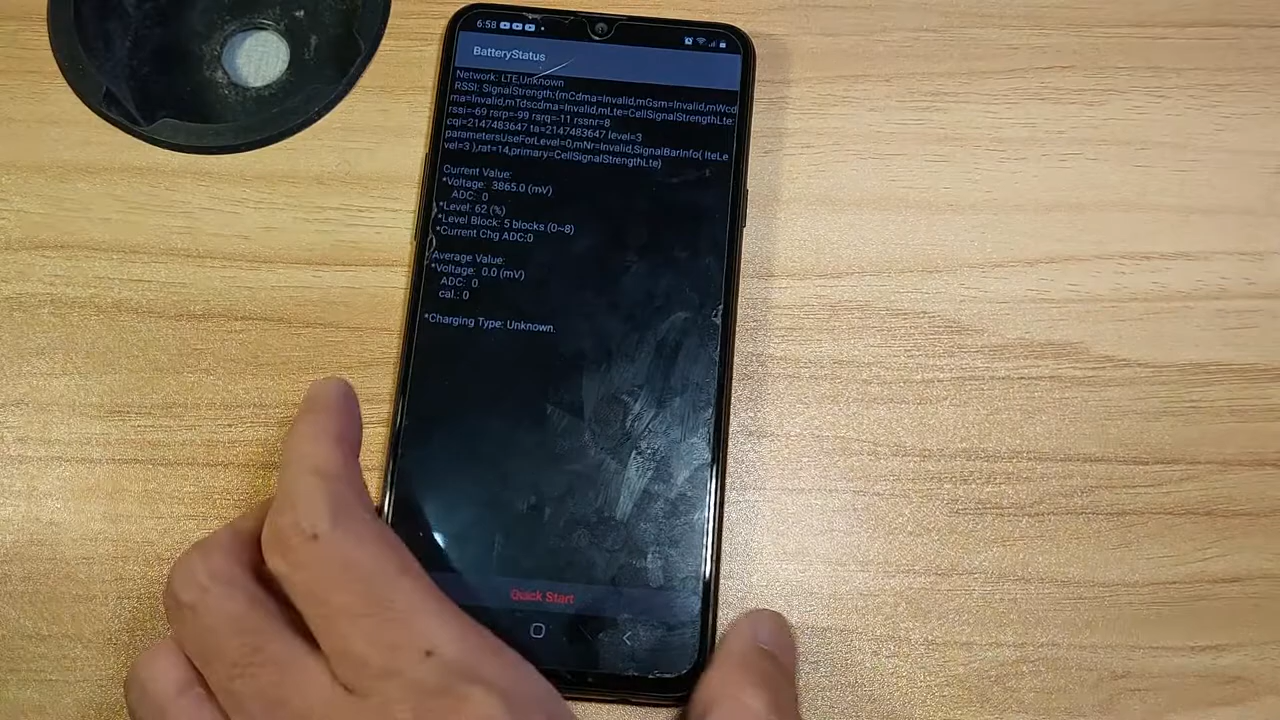 6:58
BatteryStatus
Network: LTE,Unknown
RSSI: SignalStrength:{mCdma=Invalid,mGsm=Invalid,mWcd
ma=Invalid,mTdscdma=Invalid,mLte=CellSignalStrengthLte:
rssi=-69 rsrp=-99 rsrq=-11 rssnr=8
cqi=2147483647 ta=2147483647 level=3
parametersUseForLevel=0,mNr=Invalid,SignalBarInfo{ lteLe
vel=3 },rat=14,primary=CellSignalStrengthLte}
Current Value:
*Voltage: 3865.0 (mV)
ADC: 0
*Level: 62 (%)
*Level Block: 5 blocks (0~8)
*Current Chg ADC:0
Average Value:
*Voltage: 0.0 (mV)
ADC: 0
cal.: 0
*Charging Type: Unknown.
Quick Start